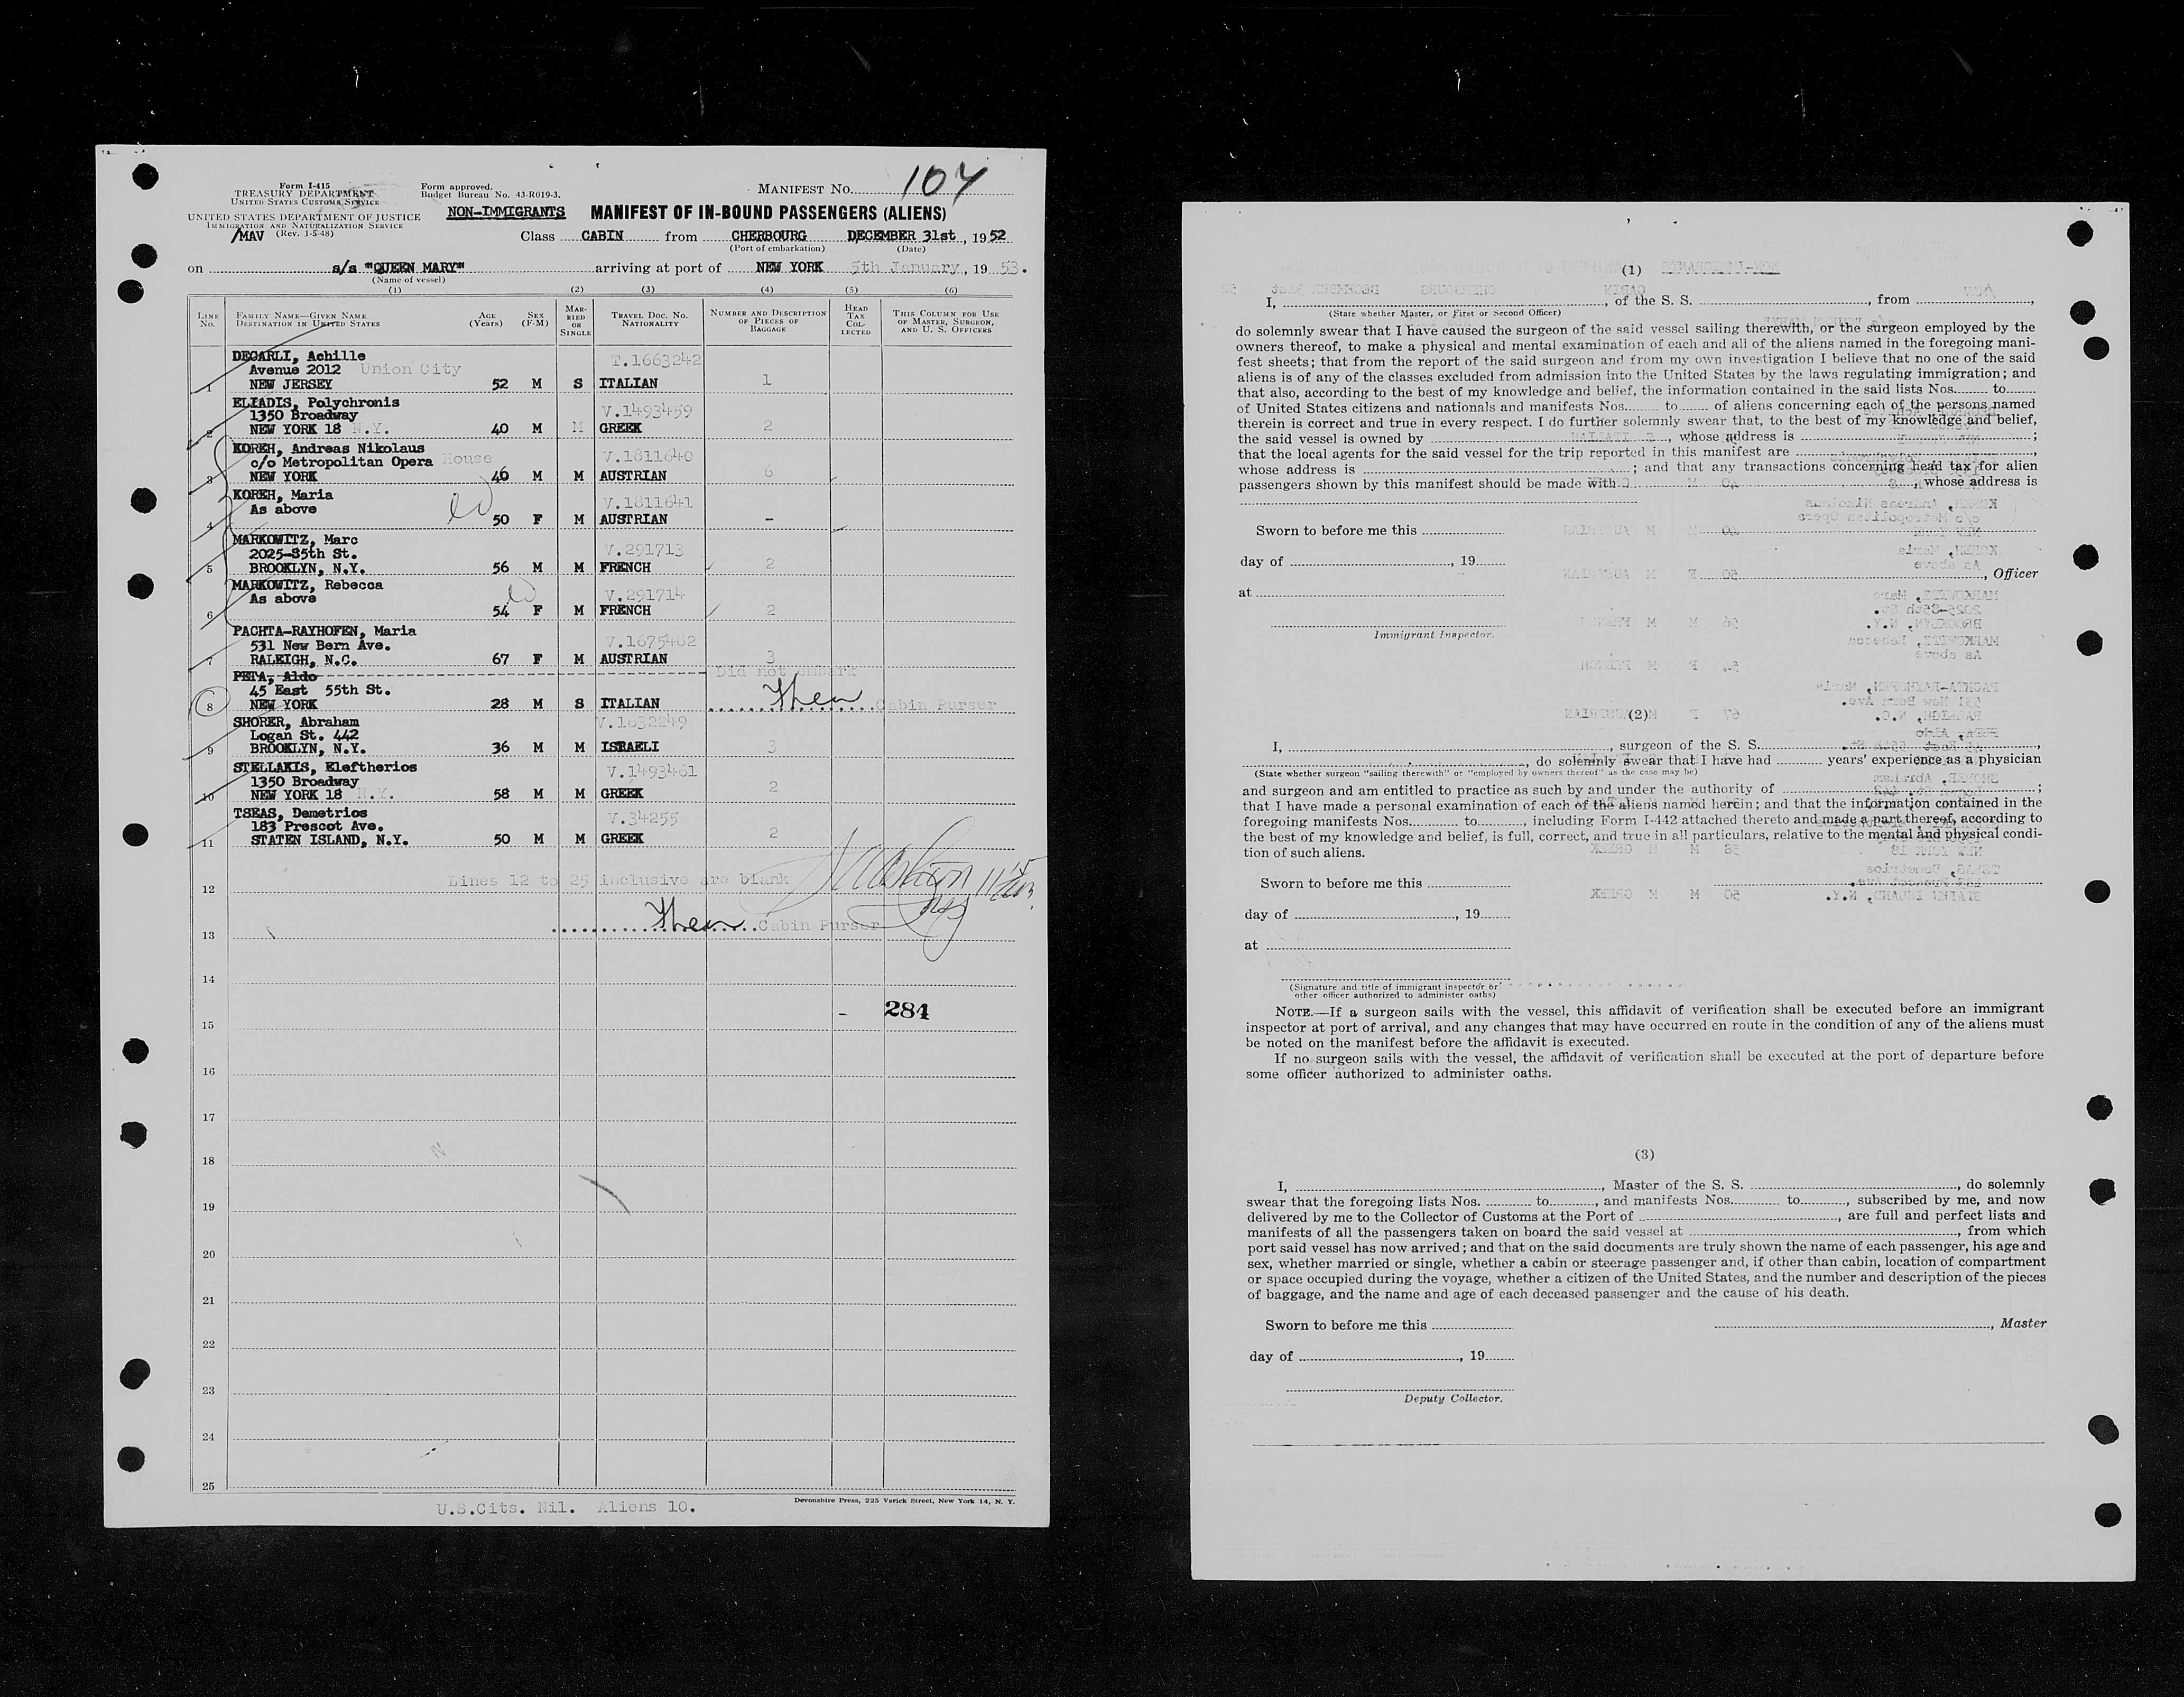 Form I-415
TREASURY DEPARTMENT
UNITED STATES CUSTOMS SERVICE
UNITED STATES DEPARTMENT OF JUSTICE
IMMIGRATION AND NATURALIZATION SERVICE
/MAV (Rev. 1-5-48)
Form approved.
Budget Bureau No. 43-R019-3.
MANIFEST No. 104
NON-IMMIGRANTS MANIFEST OF IN-BOUND PASSENGERS (ALIENS)
Class CABIN from CHERBOURG DECEMBER 31st, 1952
(Port of embarkation) (Date)
on s/s "QUEEN MARY" arriving at port of NEW YORK 5th January, 1953.
(Name of vessel)
(1) (2) (3) (4) (5) (6)
LINE No. FAMILY NAME—GIVEN NAME DESTINATION IN UNITED STATES AGE (Years) SEX (F-M) MARRIED OR SINGLE TRAVEL DOC. NO. NATIONALITY NUMBER AND DESCRIPTION OF PIECES OF BAGGAGE HEAD TAX COLLECTED THIS COLUMN FOR USE OF MASTER, SURGEON, AND U. S. OFFICERS
DECARLI, Achille T.1663242
Avenue 2012 Union City
1 NEW JERSEY 52 M S ITALIAN 1
ELIADIS, Polychronis V.1493459
1350 Broadway
2 NEW YORK 18 N.Y. 40 M M GREEK 2
KOREH, Andreas Nikolaus V.1811640
c/o Metropolitan Opera House
3 NEW YORK 46 M M AUSTRIAN 6
KOREH, Maria V.1811641
As above
4 50 F M AUSTRIAN -
MARKOWITZ, Marc V.291713
2025-85th St.
5 BROOKLYN, N.Y. 56 M M FRENCH 2
MARKOWITZ, Rebecca V.291714
As above
6 54 F M FRENCH 2
PACHTA-RAYHOFEN, Maria V.1675482
531 New Bern Ave.
7 RALEIGH, N.C. 67 F M AUSTRIAN 3
PETA, Aldo Did not embark
45 East 55th St.
8 NEW YORK 28 M S ITALIAN Cabin Purser
SHORER, Abraham V.1632249
Logan St. 442
9 BROOKLYN, N.Y. 36 M M ISRAELI 3
STELLAKIS, Eleftherios V.1493461
1350 Broadway
10 NEW YORK 18 N.Y. 58 M M GREEK 2
TSEAS, Demetrios V.34255
183 Prescot Ave.
11 STATEN ISLAND, N.Y. 50 M M GREEK 2
12 Lines 12 to 25 inclusive are blank
13 Cabin Purser
14
15 - 284
16
17
18
19
20
21
22
23
24
25
U.S.Cits. Nil. Aliens 10.
Devonshire Press, 225 Varick Street, New York 14, N. Y.
(1)
I, , of the S. S. , from ,
(State whether Master, or First or Second Officer)
do solemnly swear that I have caused the surgeon of the said vessel sailing therewith, or the surgeon employed by the
owners thereof, to make a physical and mental examination of each and all of the aliens named in the foregoing mani-
fest sheets; that from the report of the said surgeon and from my own investigation I believe that no one of the said
aliens is of any of the classes excluded from admission into the United States by the laws regulating immigration; and
that also, according to the best of my knowledge and belief, the information contained in the said lists Nos. to
of United States citizens and nationals and manifests Nos. to of aliens concerning each of the persons named
therein is correct and true in every respect. I do further solemnly swear that, to the best of my knowledge and belief,
the said vessel is owned by , whose address is ;
that the local agents for the said vessel for the trip reported in this manifest are ,
whose address is ; and that any transactions concerning head tax for alien
passengers shown by this manifest should be made with , whose address is
Sworn to before me this
day of , 19
, Officer
at
Immigrant Inspector.
(2)
I, , surgeon of the S. S. ,
, do solemnly swear that I have had years' experience as a physician
(State whether surgeon "sailing therewith" or "employed by owners thereof" as the case may be)
and surgeon and am entitled to practice as such by and under the authority of ;
that I have made a personal examination of each of the aliens named herein; and that the information contained in the
foregoing manifests Nos. to , including Form I-442 attached thereto and made a part thereof, according to
the best of my knowledge and belief, is full, correct, and true in all particulars, relative to the mental and physical condi-
tion of such aliens.
Sworn to before me this
day of , 19
at
(Signature and title of immigrant inspector or
other officer authorized to administer oaths)
NOTE.—If a surgeon sails with the vessel, this affidavit of verification shall be executed before an immigrant
inspector at port of arrival, and any changes that may have occurred en route in the condition of any of the aliens must
be noted on the manifest before the affidavit is executed.
If no surgeon sails with the vessel, the affidavit of verification shall be executed at the port of departure before
some officer authorized to administer oaths.
(3)
I, , Master of the S. S. , do solemnly
swear that the foregoing lists Nos. to , and manifests Nos. to , subscribed by me, and now
delivered by me to the Collector of Customs at the Port of , are full and perfect lists and
manifests of all the passengers taken on board the said vessel at , from which
port said vessel has now arrived; and that on the said documents are truly shown the name of each passenger, his age and
sex, whether married or single, whether a cabin or steerage passenger and, if other than cabin, location of compartment
or space occupied during the voyage, whether a citizen of the United States, and the number and description of the pieces
of baggage, and the name and age of each deceased passenger and the cause of his death.
Sworn to before me this
, Master
day of , 19
Deputy Collector.